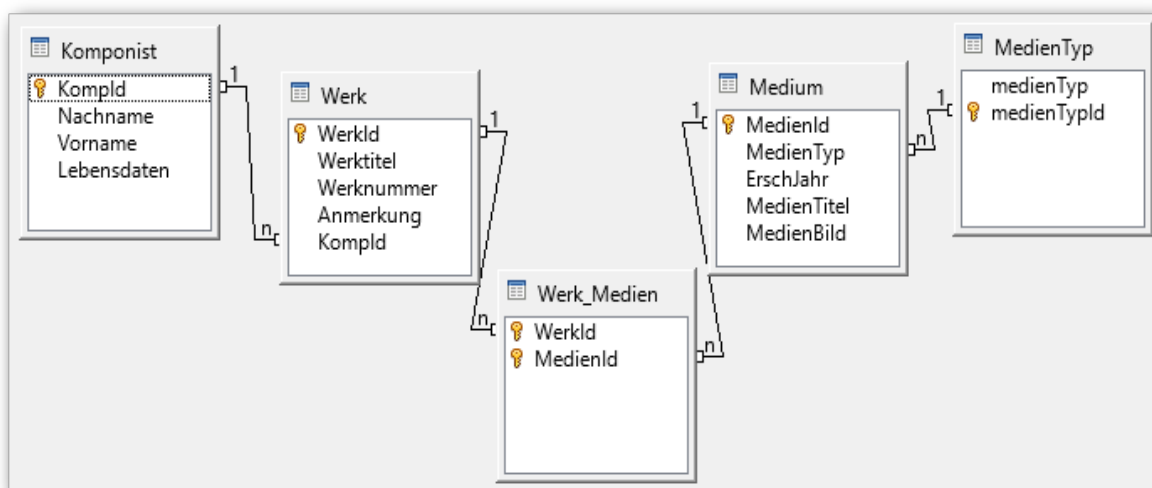 Komponist
KompId
Nachname
Vorname
Lebensdaten
1
n
Werk
WerkId
Werktitel
Werknummer
Anmerkung
KompId
1
n
Werk_Medien
WerkId
MedienId
n
1
Medium
MedienId
MedienTyp
ErschJahr
MedienTitel
MedienBild
n
1
MedienTyp
medienTyp
medienTypId